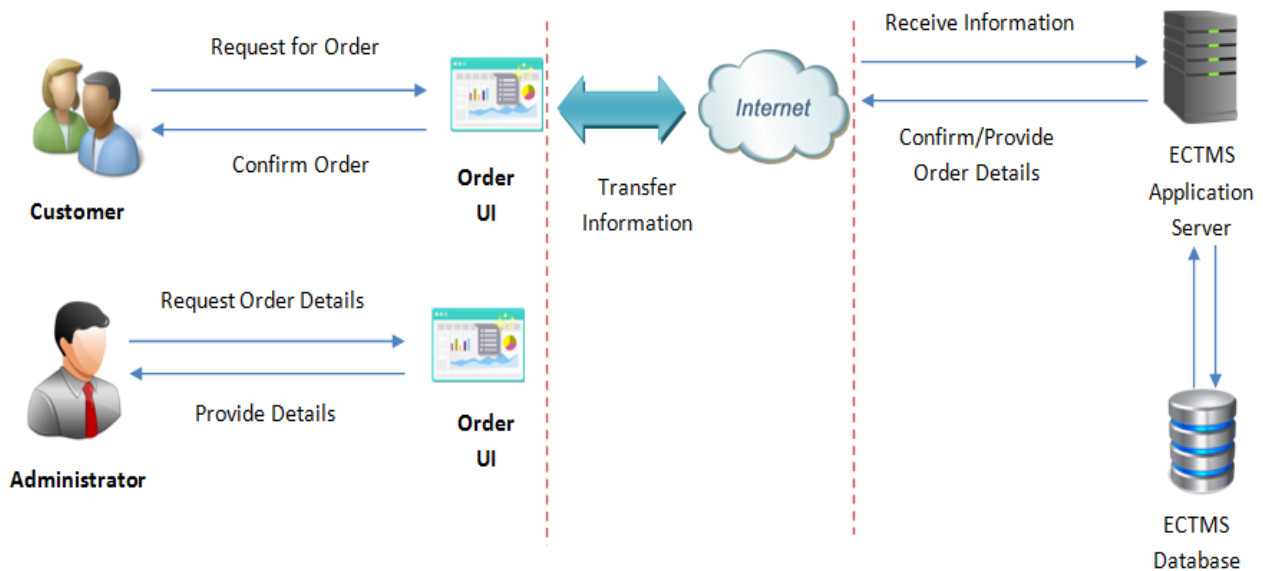 Request for Order
Confirm Order
Customer
Order
UI
Transfer
Information
Internet
Receive Information
Confirm/Provide
Order Details
ECTMS
Application
Server
Request Order Details
Provide Details
Administrator
Order
UI
ECTMS
Database